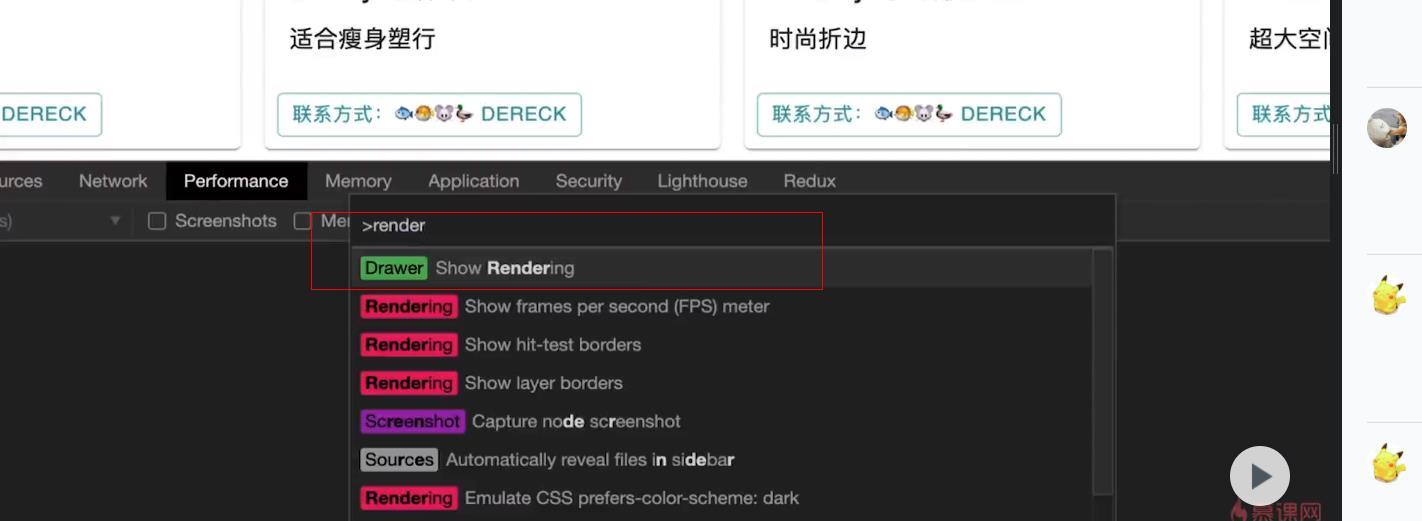 适合瘦身塑行
时尚折边
超大空间
DERECK
联系方式：🐟🍜🐭🦆 DERECK
联系方式：🐟🍜🐭🦆 DERECK
联系方式
urces Network Performance Memory Application Security Lighthouse Redux
s) Screenshots Mem
>render
Drawer Show Rendering
Rendering Show frames per second (FPS) meter
Rendering Show hit-test borders
Rendering Show layer borders
Screenshot Capture node screenshot
Sources Automatically reveal files in sidebar
Rendering Emulate CSS prefers-color-scheme: dark
慕课网